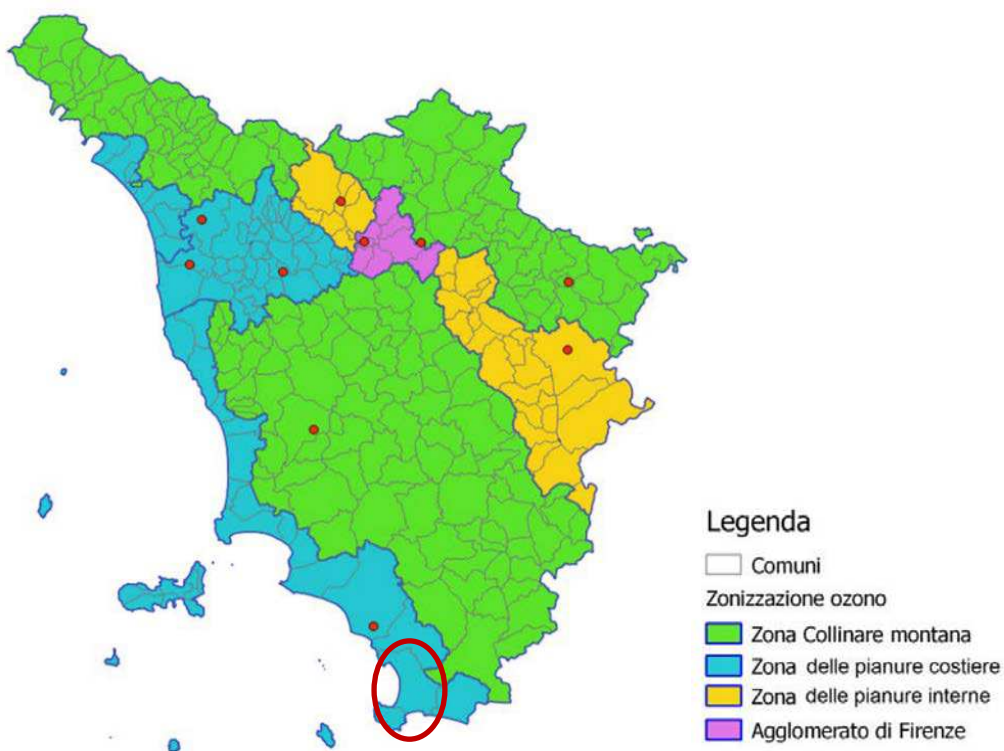 Legenda
Comuni
Zonizzazione ozono
Zona Collinare montana
Zona delle pianure costiere
Zona delle pianure interne
Agglomerato di Firenze